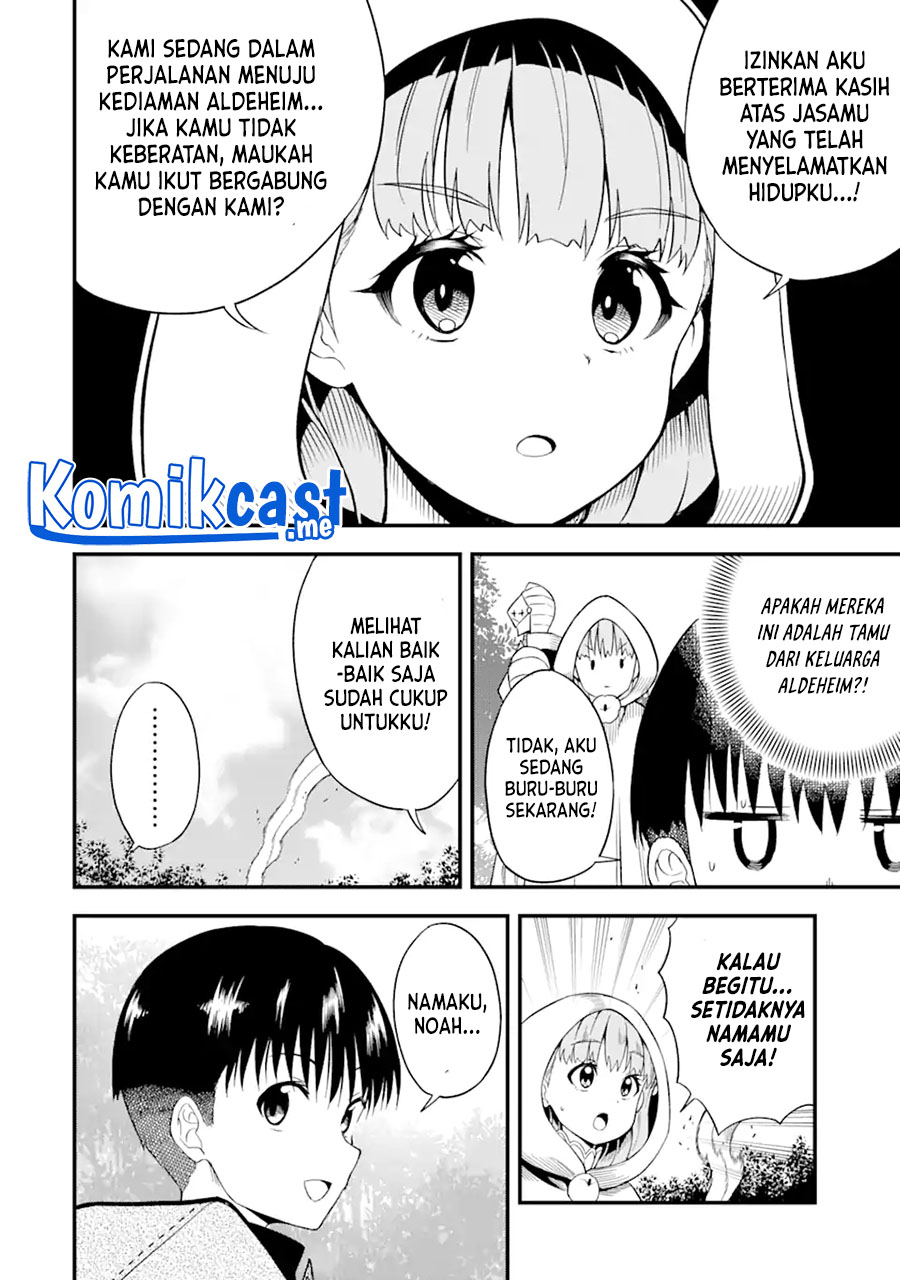 IZINKAN AKU
BERTERIMA KASIH
ATAS JASAMU
YANG TELAH
MENYELAMATKAN
HIDUPKU...!
KAMI SEDANG DALAM
PERJALANAN MENUJU
KEDIAMAN ALDEHEIM...
JIKA KAMU TIDAK
KEBERATAN, MAUKAH
KAMU IKUT BERGABUNG
DENGAN KAMI?
Komikcast
.me
APAKAH MEREKA
INI ADALAH TAMU
DARI KELUARGA
ALDEHEIM?!
TIDAK, AKU
SEDANG
BURU-BURU
SEKARANG!
MELIHAT
KALIAN BAIK
-BAIK SAJA
SUDAH CUKUP
UNTUKKU!
..........
KALAU
BEGITU...
SETIDAKNYA
NAMAMU
SAJA!
NAMAKU,
NOAH...